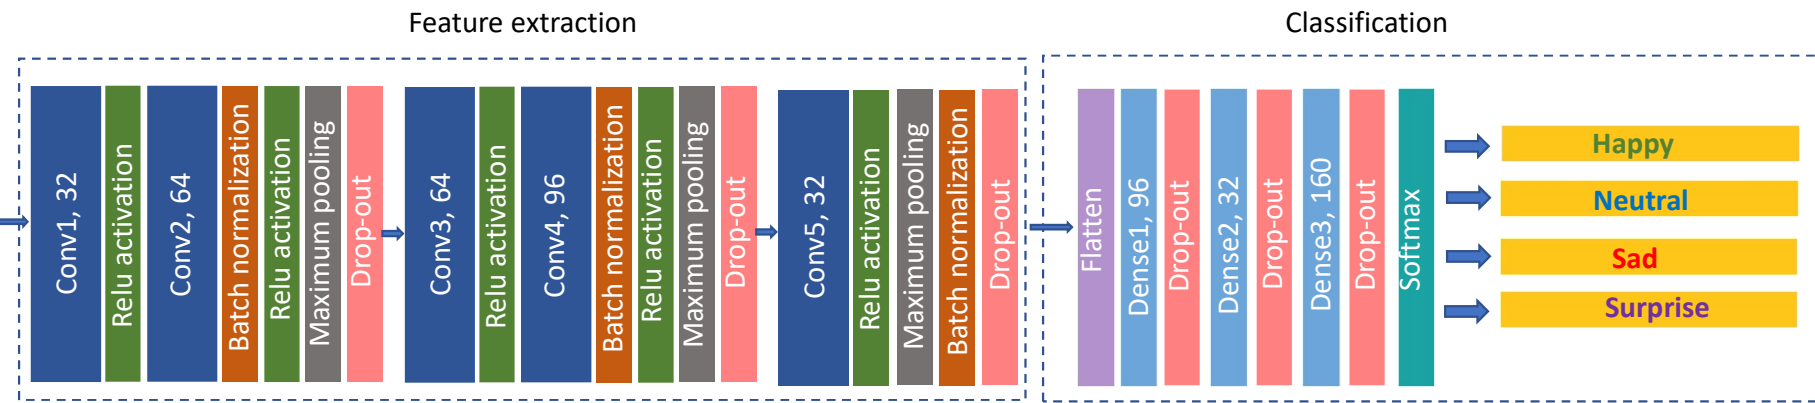 Feature extraction
Classification
Conv1, 32
Relu activation
Conv2, 64
Batch normalization
Relu activation
Maximum pooling
Drop-out
Conv3, 64
Relu activation
Conv4, 96
Batch normalization
Relu activation
Maximum pooling
Drop-out
Conv5, 32
Relu activation
Maximum pooling
Batch normalization
Drop-out
Flatten
Dense1, 96
Drop-out
Dense2, 32
Drop-out
Dense3, 160
Drop-out
Softmax
Happy
Neutral
Sad
Surprise